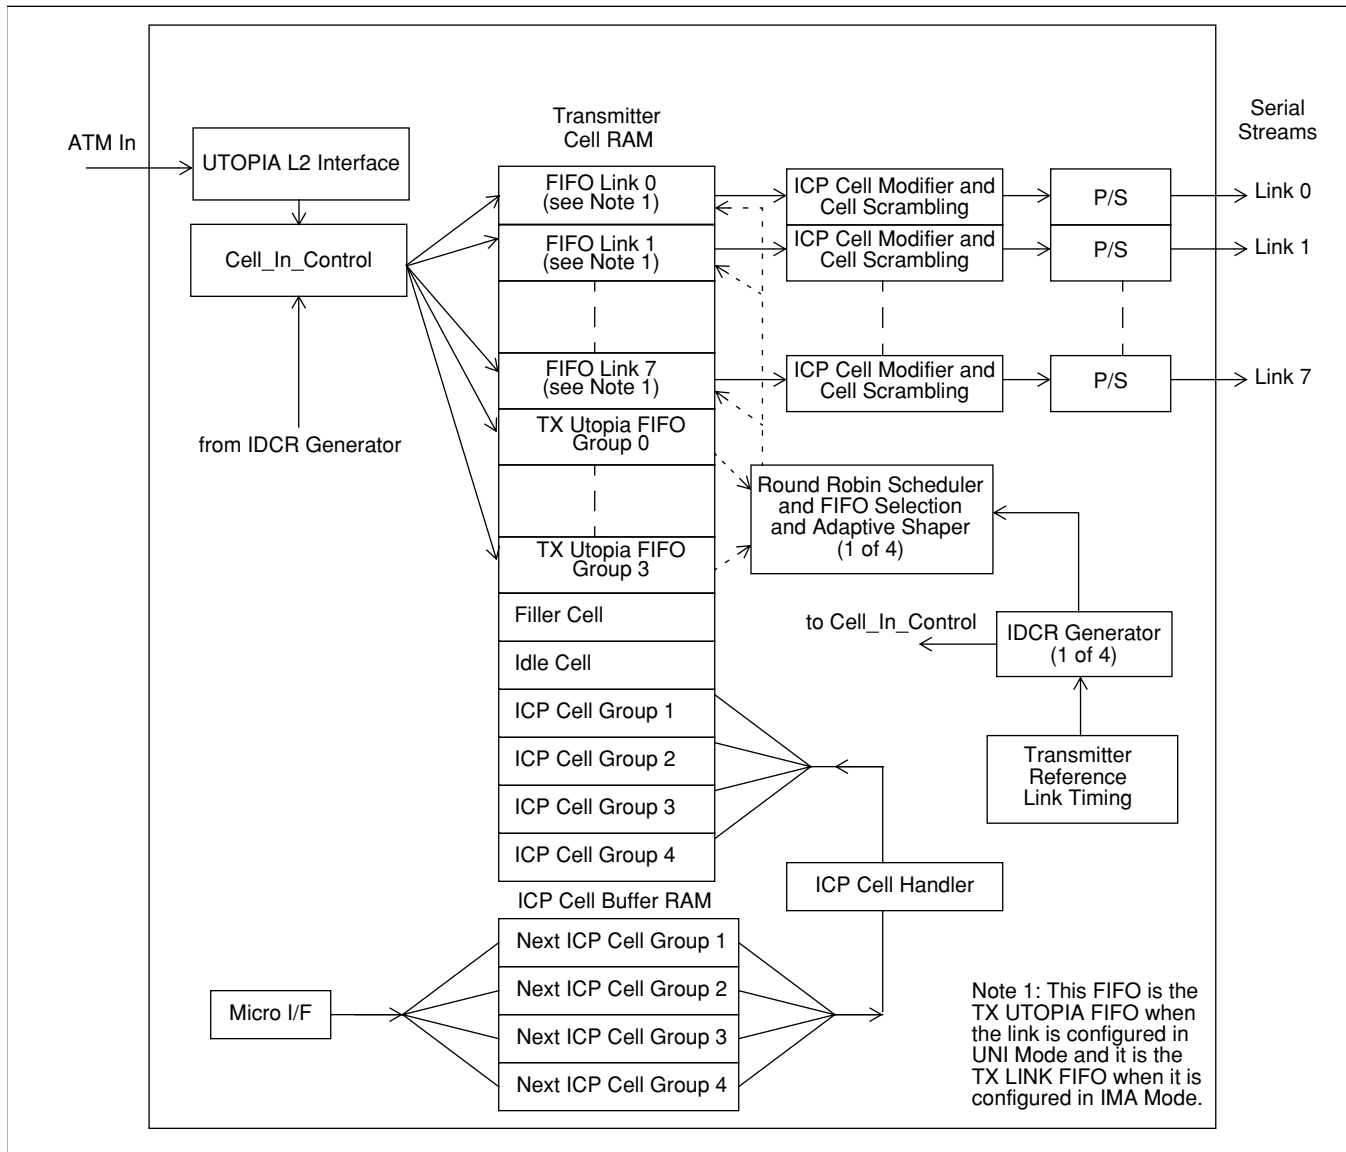 Transmitter
Cell RAM
Serial
Streams
ATM In
UTOPIA L2 Interface
Cell_In_Control
from IDCR Generator
FIFO Link 0
(see Note 1)
FIFO Link 1
(see Note 1)
FIFO Link 7
(see Note 1)
TX Utopia FIFO
Group 0
TX Utopia FIFO
Group 3
Filler Cell
Idle Cell
ICP Cell Group 1
ICP Cell Group 2
ICP Cell Group 3
ICP Cell Group 4
ICP Cell Modifier and
Cell Scrambling
P/S
Link 0
ICP Cell Modifier and
Cell Scrambling
P/S
Link 1
ICP Cell Modifier and
Cell Scrambling
P/S
Link 7
Round Robin Scheduler
and FIFO Selection
and Adaptive Shaper
(1 of 4)
to Cell_In_Control
IDCR Generator
(1 of 4)
Transmitter
Reference
Link Timing
ICP Cell Handler
ICP Cell Buffer RAM
Next ICP Cell Group 1
Next ICP Cell Group 2
Next ICP Cell Group 3
Next ICP Cell Group 4
Micro I/F
Note 1: This FIFO is the
TX UTOPIA FIFO when
the link is configured in
UNI Mode and it is the
TX LINK FIFO when it is
configured in IMA Mode.